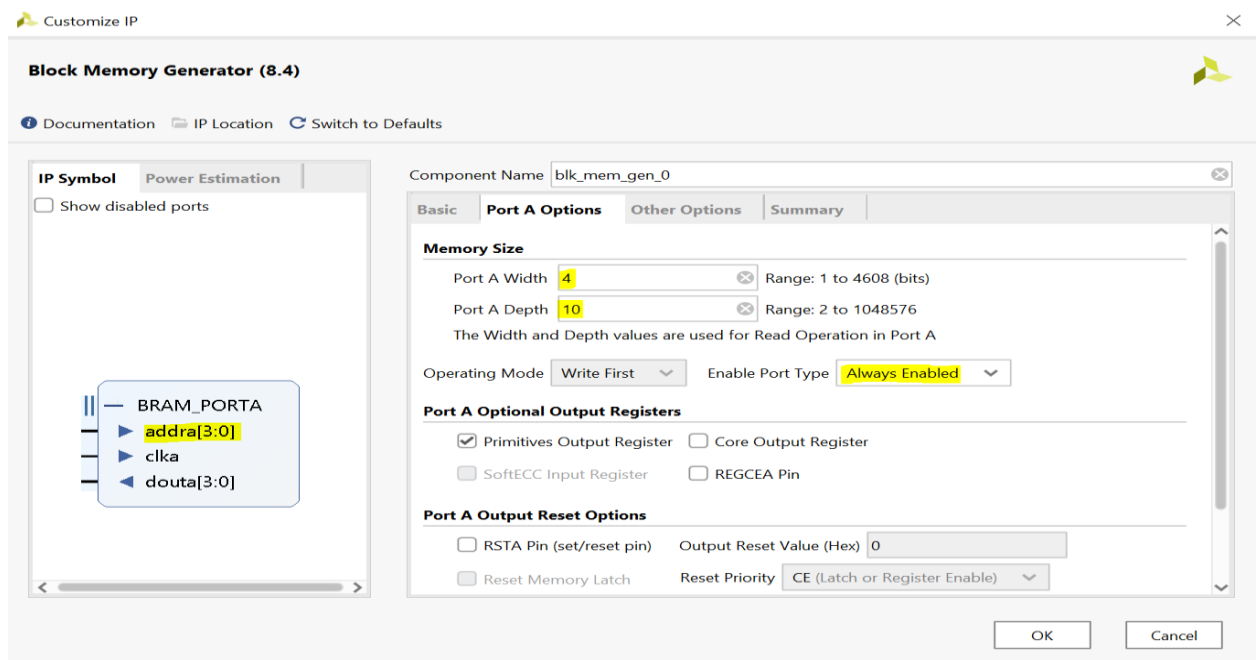 Customize IP
Block Memory Generator (8.4)
Documentation IP Location Switch to Defaults
IP Symbol Power Estimation
Show disabled ports
BRAM_PORTA
addra[3:0]
clka
douta[3:0]
Component Name blk_mem_gen_0
Basic Port A Options Other Options Summary
Memory Size
Port A Width 4 Range: 1 to 4608 (bits)
Port A Depth 10 Range: 2 to 1048576
The Width and Depth values are used for Read Operation in Port A
Operating Mode Write First Enable Port Type Always Enabled
Port A Optional Output Registers
Primitives Output Register Core Output Register
SoftECC Input Register REGCEA Pin
Port A Output Reset Options
RSTA Pin (set/reset pin) Output Reset Value (Hex) 0
Reset Memory Latch Reset Priority CE (Latch or Register Enable)
OK Cancel